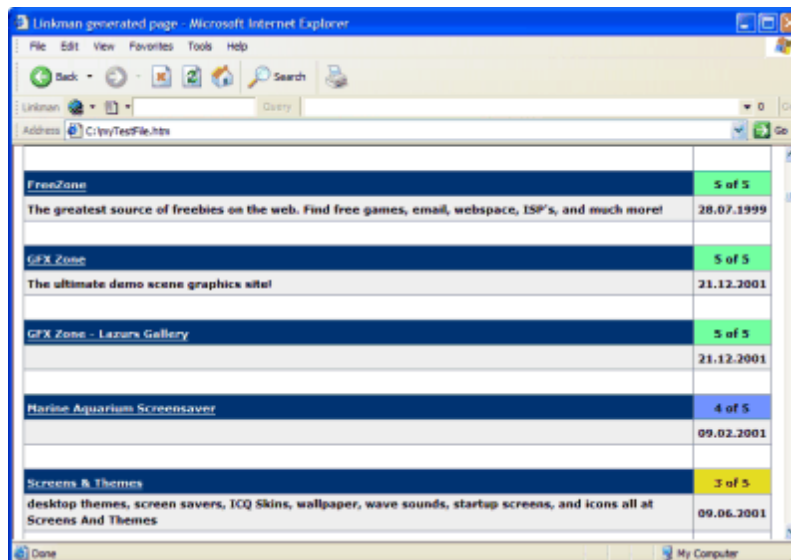 Linkman generated page - Microsoft Internet Explorer
File Edit View Favorites Tools Help
Back Search
Linkman Query 0
Address C:\myTestFile.htm Go
FreeZone 5 of 5
The greatest source of freebies on the web. Find free games, email, webspace, ISP's, and much more! 28.07.1999
GFX Zone 5 of 5
The ultimate demo scene graphics site! 21.12.2001
GFX Zone - Lazurs Gallery 5 of 5
21.12.2001
Marine Aquarium Screensaver 4 of 5
09.02.2001
Screens & Themes 3 of 5
desktop themes, screen savers, ICQ Skins, wallpaper, wave sounds, startup screens, and icons all at
Screens And Themes 09.06.2001
Done My Computer